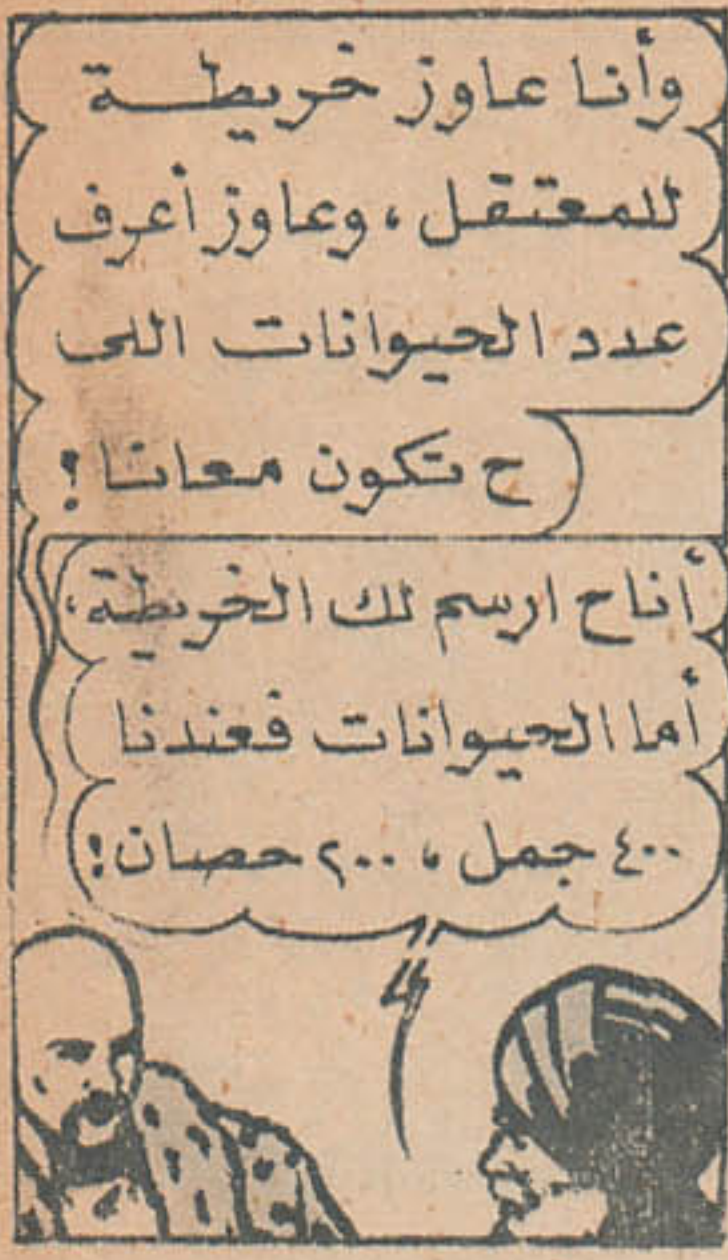 وأنا عاوز خريطة
للمعتقل ، وعاوز أعرف
عدد الحيوانات اللى
ح تكون معانا !
أنا ح ارسم لك الخريطة ،
أما الحيوانات فعندنا
٤٠٠ جمل ، ٢٠٠ حصان !